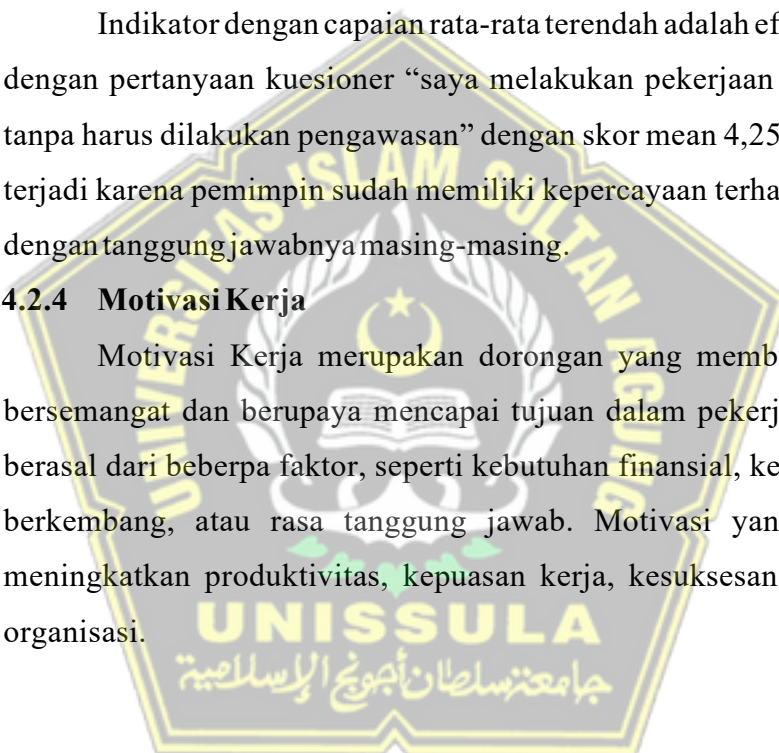 Indikator dengan capaian rata-rata terendah adalah ef
dengan pertanyaan kuesioner “saya melakukan pekerjaan
tanpa harus dilakukan pengawasan” dengan skor mean 4,25
terjadi karena pemimpin sudah memiliki kepercayaan terha
dengan tanggung jawabnya masing-masing.
4.2.4 Motivasi Kerja
Motivasi Kerja merupakan dorongan yang memb
bersemangat dan berupaya mencapai tujuan dalam pekerj
berasal dari beberpa faktor, seperti kebutuhan finansial, ke
berkembang, atau rasa tanggung jawab. Motivasi yan
meningkatkan produktivitas, kepuasan kerja, kesuksesan
organisasi.
UNIVERSITAS ISLAM SULTAN AGUNG
UNISSULA
جامعة سلطان أجونج الإسلامية